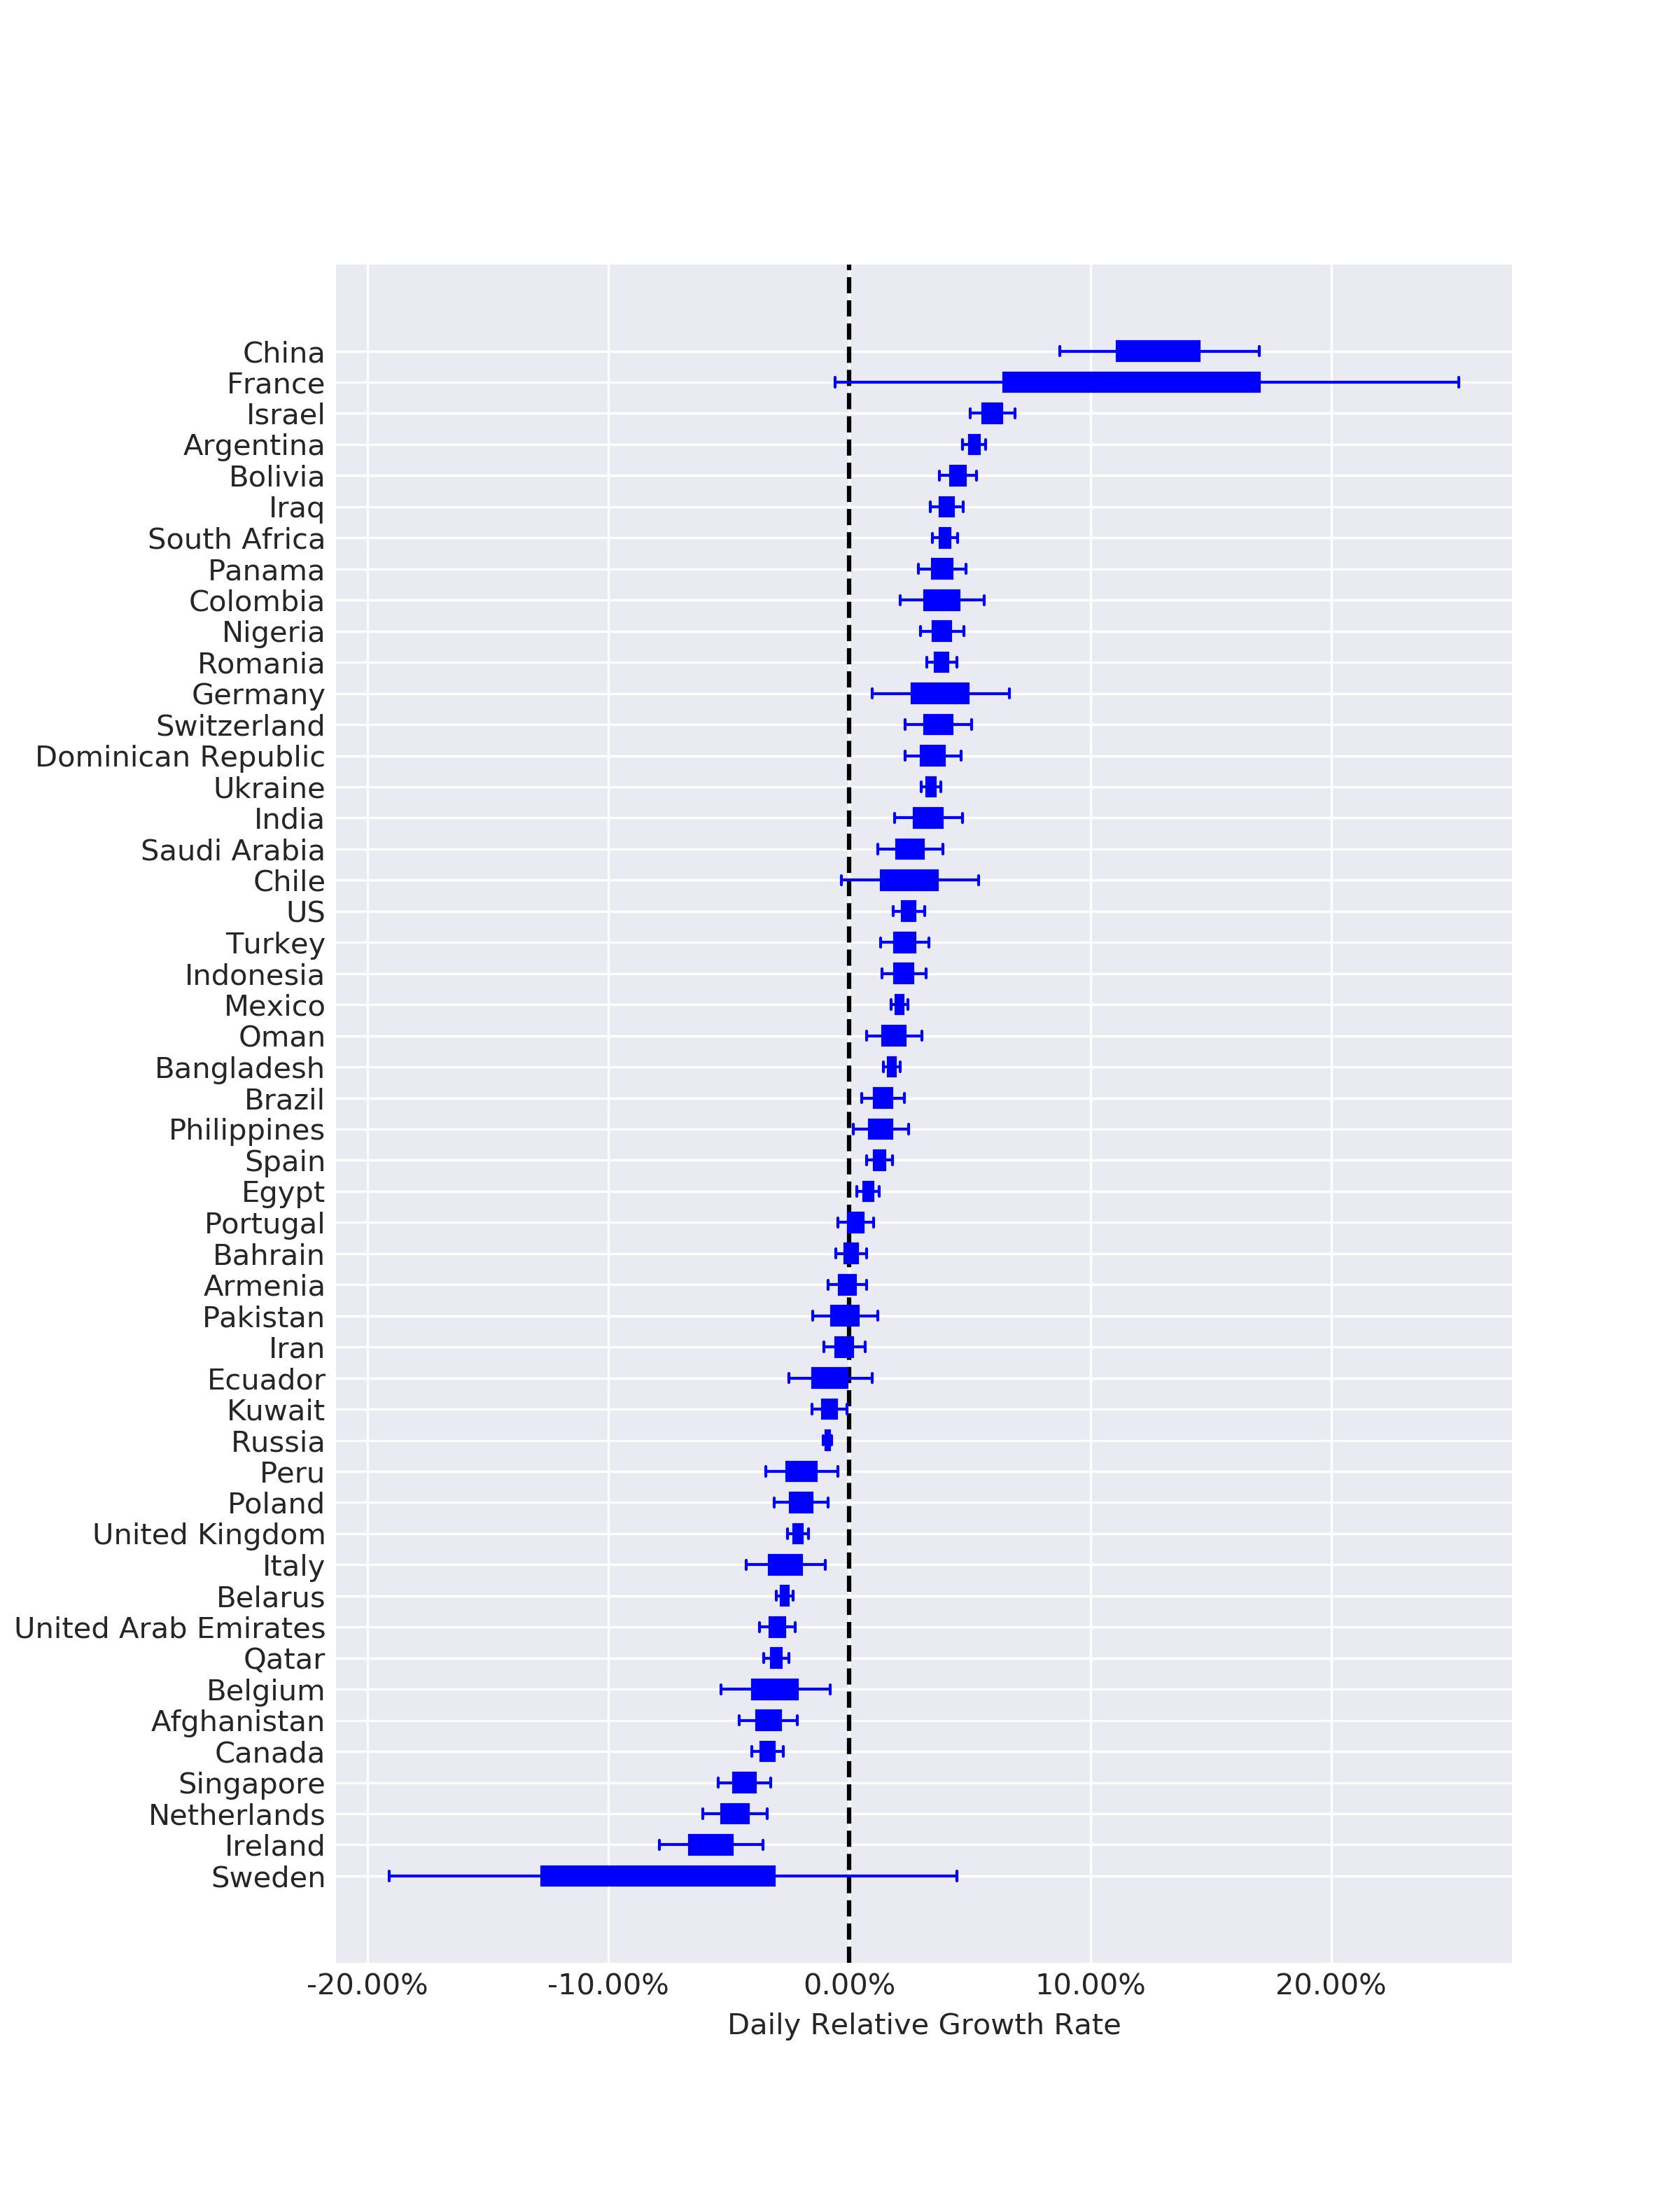 China
France
Israel
Argentina
Bolivia
Iraq
South Africa
Panama
Colombia
Nigeria
Romania
Germany
Switzerland
Dominican Republic
Ukraine
India
Saudi Arabia
Chile
US
Turkey
Indonesia
Mexico
Oman
Bangladesh
Brazil
Philippines
Spain
Egypt
Portugal
Bahrain
Armenia
Pakistan
Iran
Ecuador
Kuwait
Russia
Peru
Poland
United Kingdom
Italy
Belarus
United Arab Emirates
Qatar
Belgium
Afghanistan
Canada
Singapore
Netherlands
Ireland
Sweden
-20.00% -10.00% 0.00% 10.00% 20.00%
Daily Relative Growth Rate